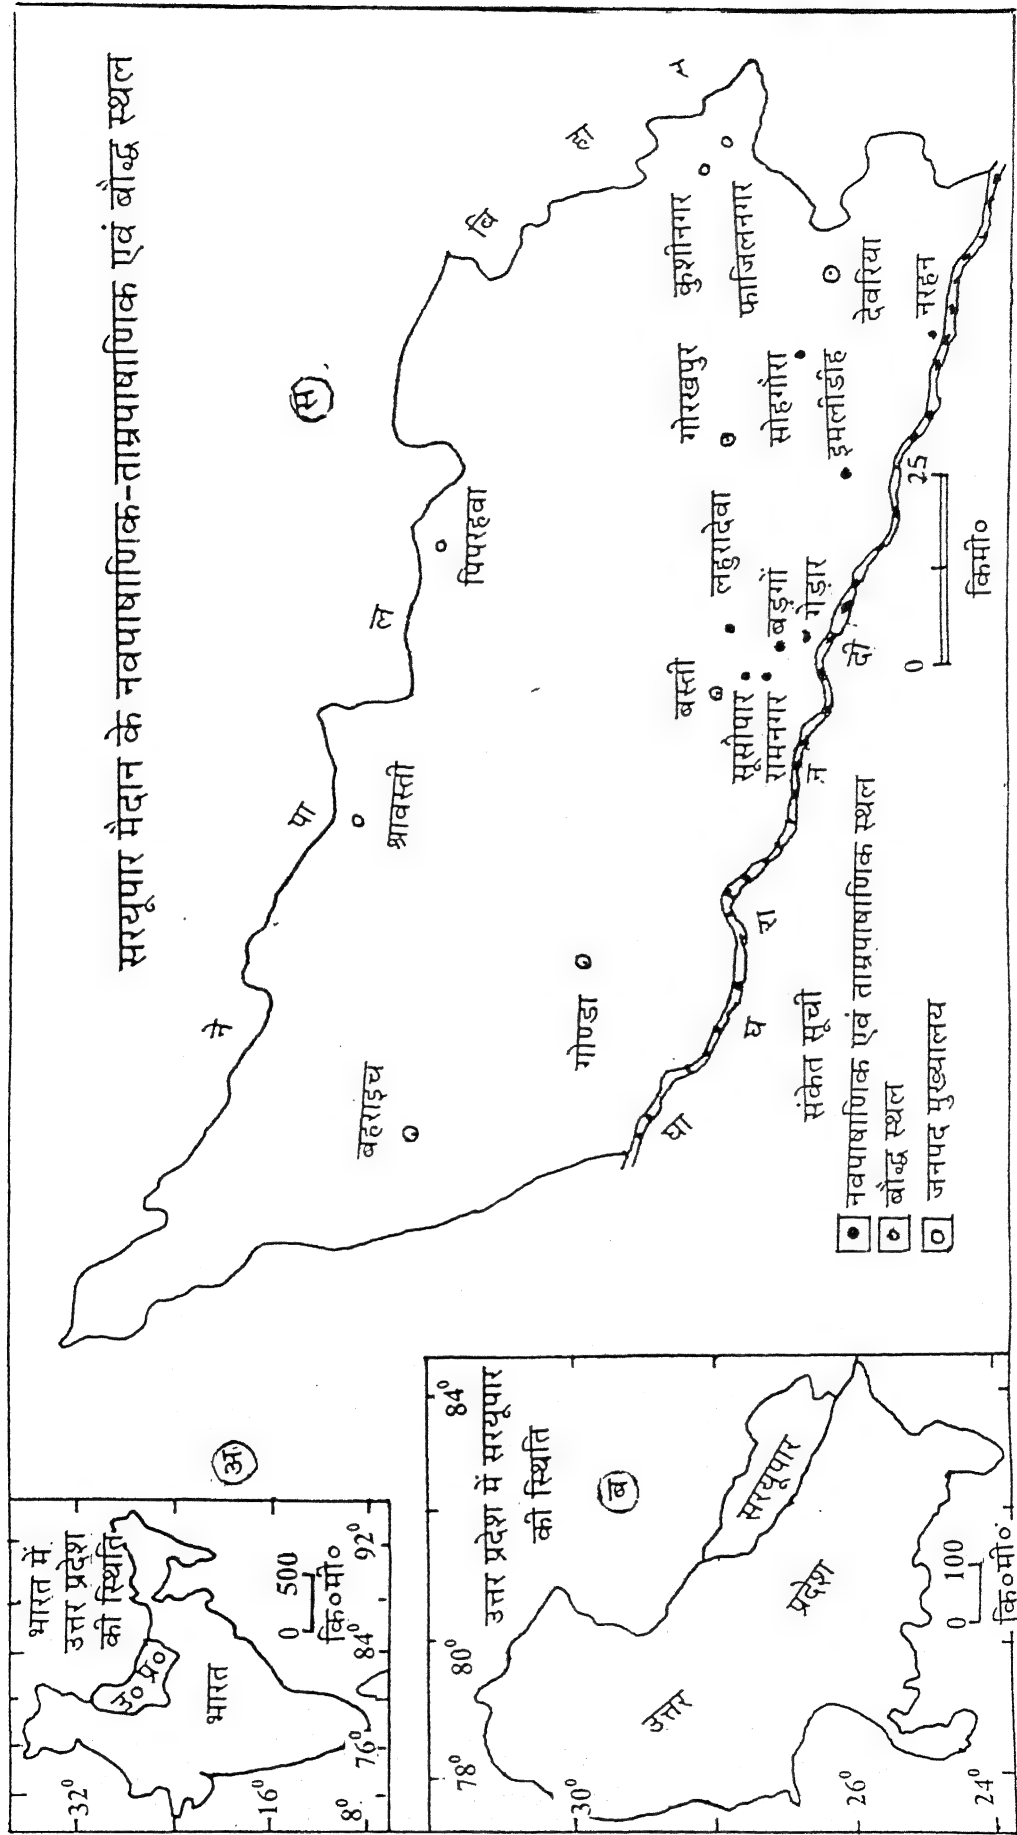 सरयूपार मैदान के नवपाषाणिक-ताम्रपाषाणिक एवं बौद्ध स्थल
भारत में
उत्तर प्रदेश
की स्थिति
उ० प्र०
भारत
0 500
कि०मी०
32°
16°
8°
76°
84°
92°
अ
उत्तर प्रदेश में सरयूपार
की स्थिति
ब
78°
80°
84°
30°
26°
24°
सरयूपार
उत्तर
प्रदेश
0 100
कि०मी०
स
ने पा ल
बि हा र
बहराइच
श्रावस्ती
पिपरहवा
गोण्डा
बस्ती
लहुरादेवा
गोरखपुर
कुशीनगर
फाजिलनगर
सूसीपार
रामनगर
बड़गों
गेड़ार
सोहगौरा
इमलीडीह
देवरिया
नरहन
घा घ रा न दी
0 25
किमी०
संकेत सूची
नवपाषाणिक एवं ताम्रपाषाणिक स्थल
बौद्ध स्थल
जनपद मुख्यालय